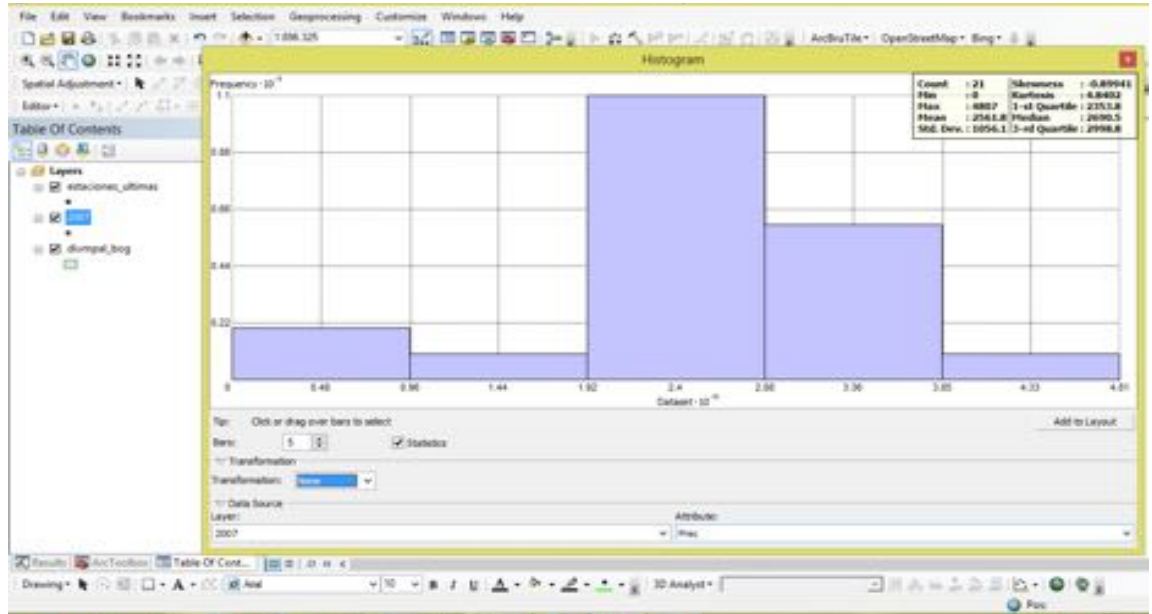 File Edit View Bookmarks Insert Selection Geoprocessing Customize Windows Help
1:096.325 ArcBruTile OpenStreetMap Bing
Histogram
Spatial Adjustment
Editor
Table Of Contents
Layers
estaciones_ultimas
2007
Frequency · 10
1.1
0.88
0.66
0.44
0.22
Count : 21 Skewness : -0.89941
Min : 0 Kurtosis : 4.8402
Max : 4807 1-st Quartile : 2353.8
Mean : 2561.8 Median : 2690.5
Std. Dev. : 1056.1 3-rd Quartile : 2998.8
0 0.48 0.96 1.44 1.92 2.4 2.88 3.36 3.85 4.33 4.81
Dataset · 10
Tip: Click or drag over bars to select
Add to Layout
Bars: 5 Statistics
Transformation
Transformation: None
Data Source
Layer: Attribute:
2007 Prec
Results ArcToolbox Table Of Cont...
Drawing A Arial 10 B I U A 3D Analyst